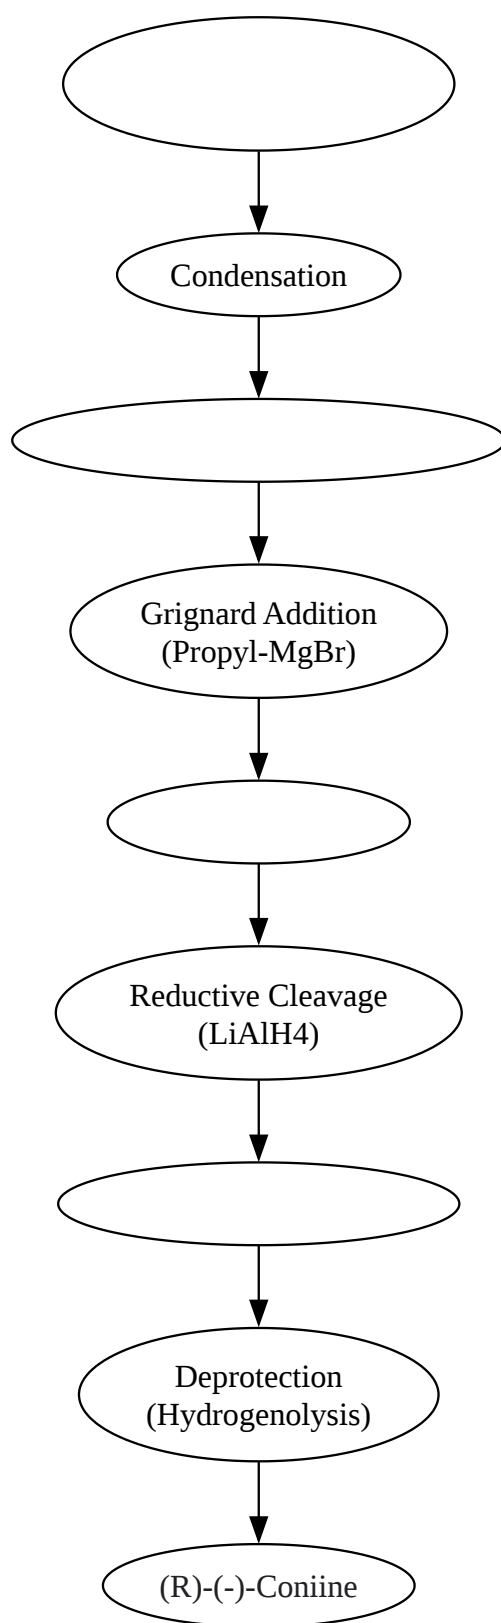 Condensation
Grignard Addition
(Propyl-MgBr)
Reductive Cleavage
(LiAlH4)
Deprotection
(Hydrogenolysis)
(R)-(-)-Coniine